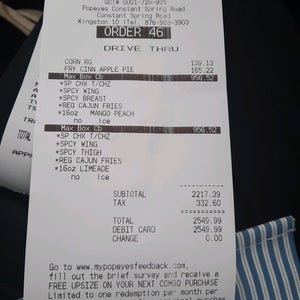 Popeyes Constant Spring Road
Constant Spring Road
Kingston 10 (Tel. 876-969-3903
ORDER 46
DRIVE THRU
CORN RG 139.13
FRY CINN APPLE PIE 165.22
Max Box Cb 956.52
*SP CHX T/CHZ
*SPCY WING
*SPCY BREAST
*REG CAJUN FRIES
*16oz MANGO PEACH
no Ice
Max Box Cb 956.52
*SP CHX T/CHZ
*SPCY WING
*SPCY THIGH
*REG CAJUN FRIES
*16oz LIMEADE
no Ice
SUBTOTAL 2217.39
TAX 332.60
TOTAL 2549.99
DEBIT CARD 2549.99
CHANGE 0.00
Go to www.mypopeyesfeedback.com,
fill out the brief survey and receive a
FREE UPSIZE ON YOUR NEXT COMBO PURCHASE
Limited to one redemption per month per
TOTAL